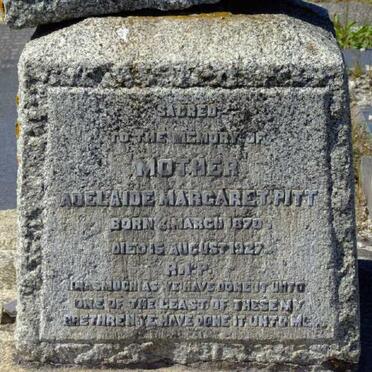 SACRED
TO THE MEMORY OF
MOTHER
ADELAIDE MARGARET PITT
BORN MARCH 1870
DIED 15 AUGUST 1927
R.I.P.
INASMUCH AS YE HAVE DONE IT UNTO
ONE OF THE LEAST OF THESE MY
BRETHREN YE HAVE DONE IT UNTO ME